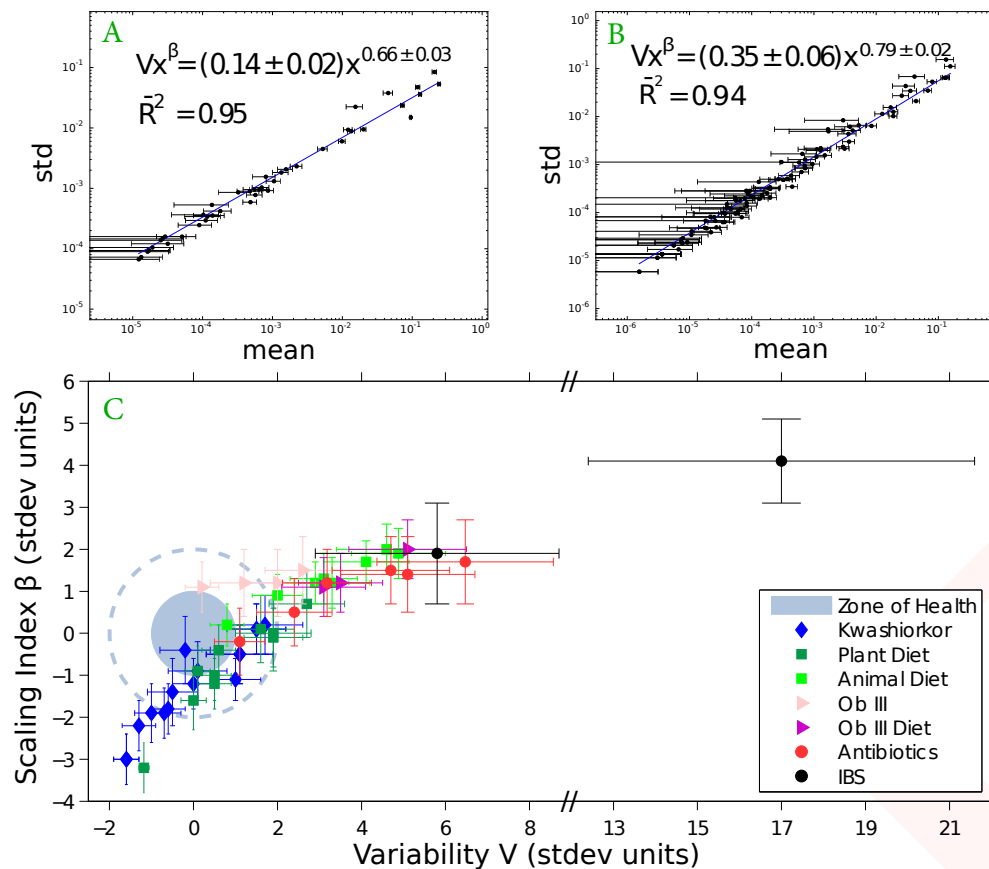 A
Vxᵝ=(0.14±0.02)x^0.66±0.03
R̄²=0.95
10⁻¹
10⁻²
10⁻³
10⁻⁴
10⁻⁵
std
10⁻⁵ 10⁻⁴ 10⁻³ 10⁻² 10⁻¹ 10⁰
mean
B
Vxᵝ=(0.35±0.06)x^0.79±0.02
R̄²=0.94
10⁰
10⁻¹
10⁻²
10⁻³
10⁻⁴
10⁻⁵
10⁻⁶
std
10⁻⁶ 10⁻⁵ 10⁻⁴ 10⁻³ 10⁻² 10⁻¹
mean
C
6
5
4
3
2
1
0
−1
−2
−3
−4
Scaling Index β (stdev units)
Zone of Health
Kwashiorkor
Plant Diet
Animal Diet
Ob III
Ob III Diet
Antibiotics
IBS
−2 0 2 4 6 8 // 13 15 17 19 21
Variability V (stdev units)